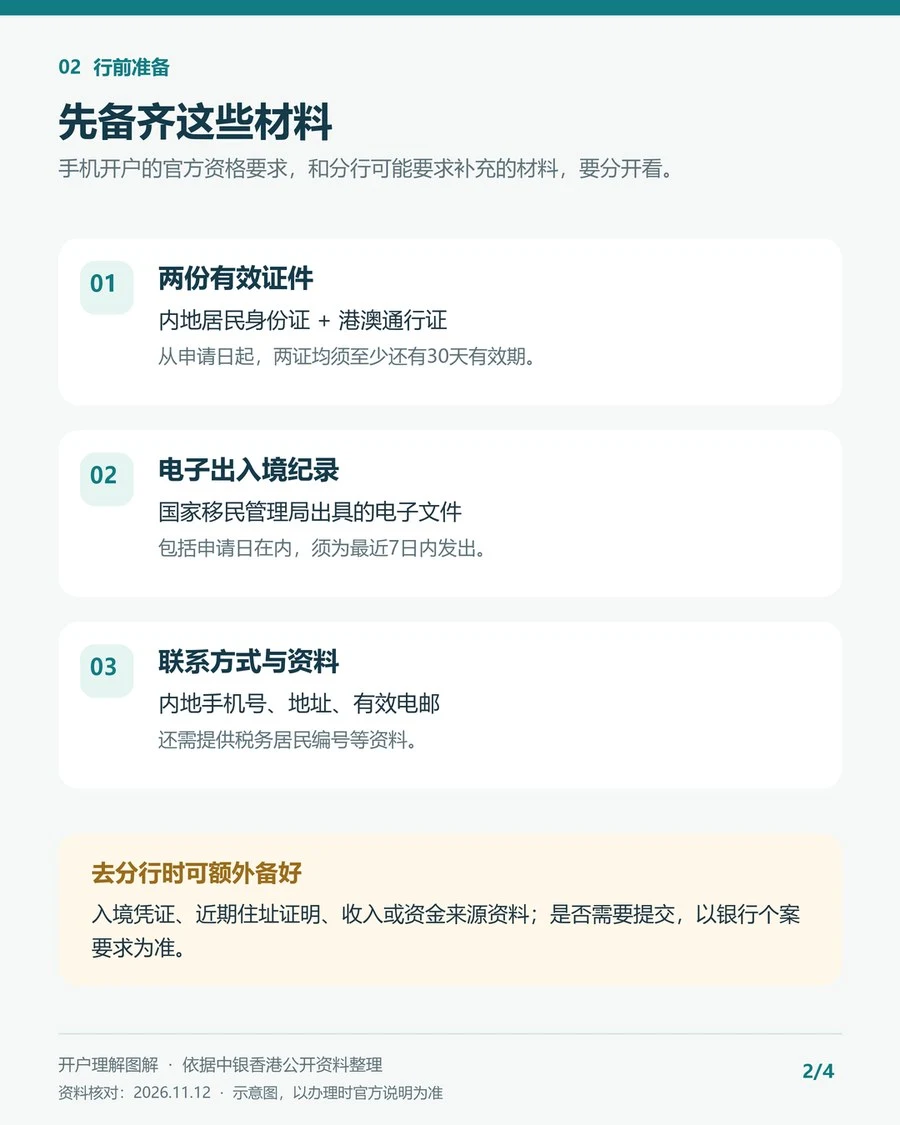 02 行前准备
先备齐这些材料
手机开户的官方资格要求，和分行可能要求补充的材料，要分开看。
01
两份有效证件
内地居民身份证 + 港澳通行证
从申请日起，两证均须至少还有30天有效期。
02
电子出入境纪录
国家移民管理局出具的电子文件
包括申请日在内，须为最近7日内发出。
03
联系方式与资料
内地手机号、地址、有效电邮
还需提供税务居民编号等资料。
去分行时可额外备好
入境凭证、近期住址证明、收入或资金来源资料；是否需要提交，以银行个案
要求为准。
开户理解图解 · 依据中银香港公开资料整理
资料核对：2026.11.12 · 示意图，以办理时官方说明为准
2/4